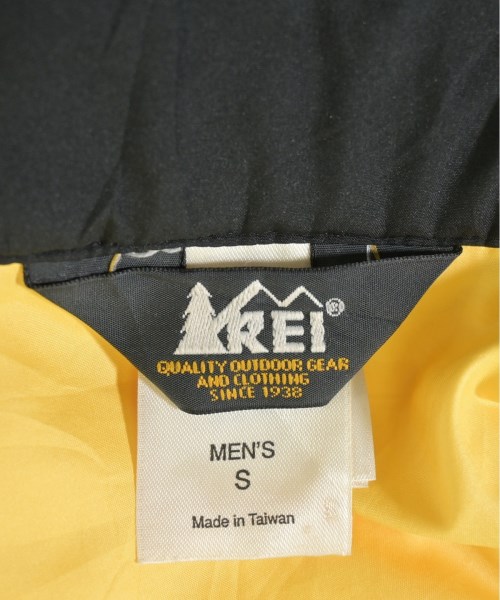 REI®
QUALITY OUTDOOR GEAR
AND CLOTHING
SINCE 1938
MEN'S
S
Made in Taiwan